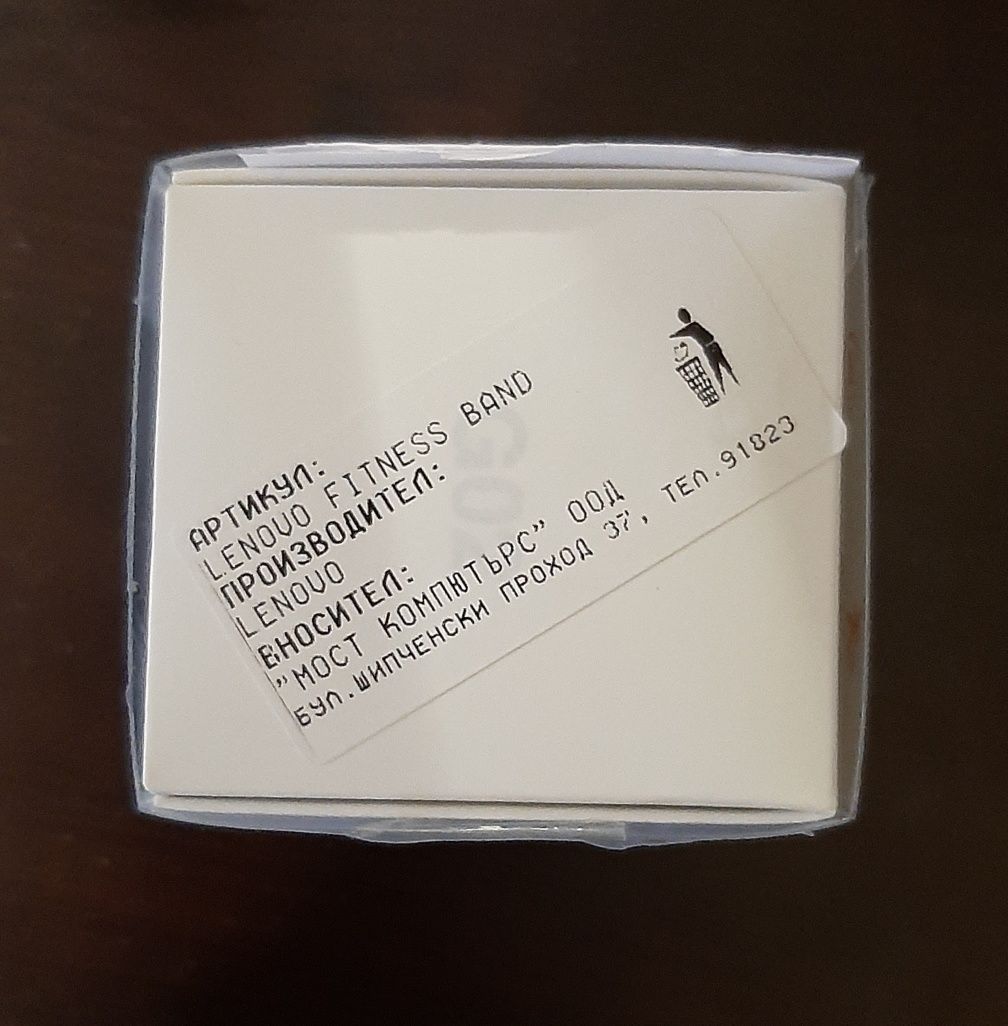 АРТИКУЛ:
LENOVO FITNESS BAND
ПРОИЗВОДИТЕЛ:
LENOVO
ВНОСИТЕЛ:
"МОСТ КОМПЮТЪРС" ООД
БУЛ.ШИПЧЕНСКИ ПРОХОД 37, ТЕЛ.91823